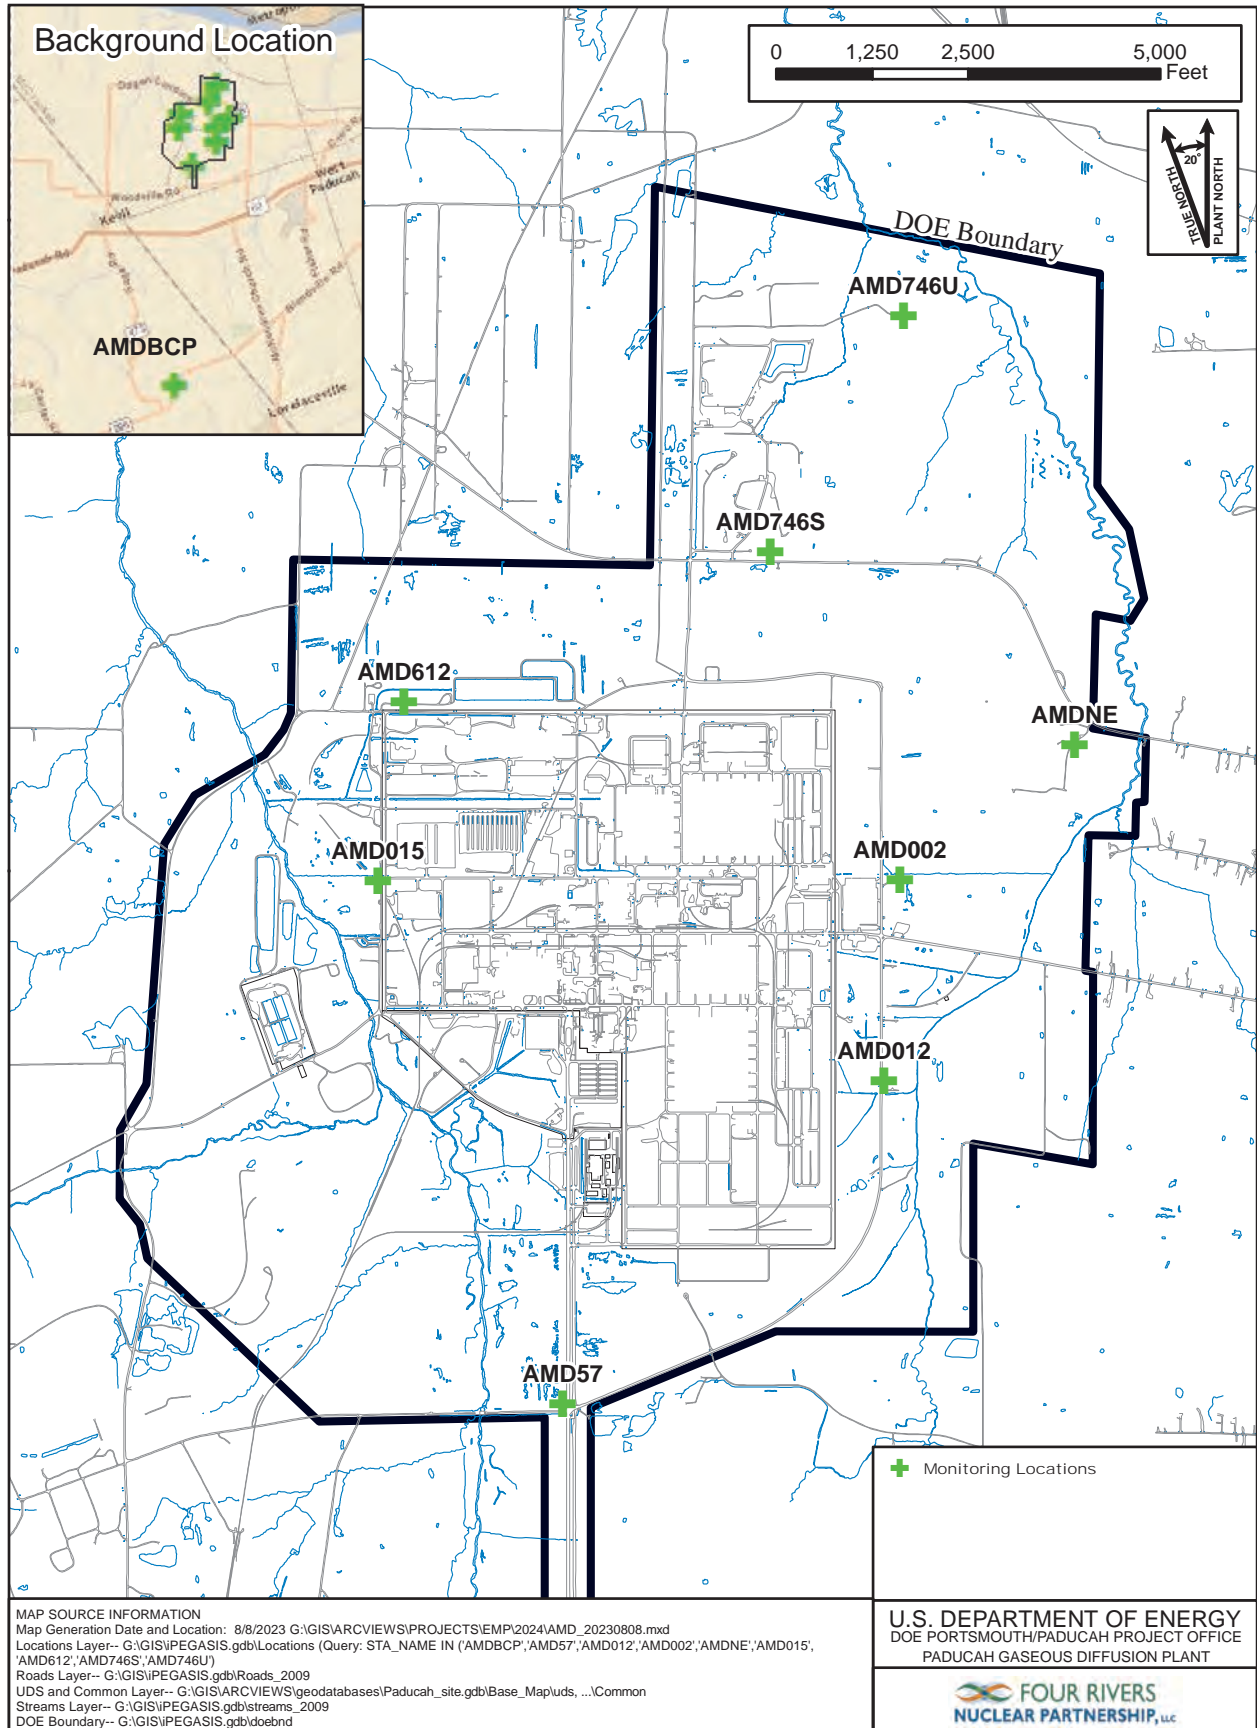 Background Location
Kevil
West
Paducah
AMDBCP
0 1,250 2,500 5,000
Feet
20°
TRUE NORTH
PLANT NORTH
DOE Boundary
AMD746U
AMD746S
AMD612
AMDNE
AMD015
AMD002
AMD012
AMD57
Monitoring Locations
MAP SOURCE INFORMATION
Map Generation Date and Location: 8/8/2023 G:\GIS\ARCVIEWS\PROJECTS\EMP\2024\AMD_20230808.mxd
Locations Layer-- G:\GIS\iPEGASIS.gdb\Locations (Query: STA_NAME IN ('AMDBCP','AMD57','AMD012','AMD002','AMDNE','AMD015',
'AMD612','AMD746S','AMD746U')
Roads Layer-- G:\GIS\iPEGASIS.gdb\Roads_2009
UDS and Common Layer-- G:\GIS\ARCVIEWS\geodatabases\Paducah_site.gdb\Base_Map\uds, ...\Common
Streams Layer-- G:\GIS\iPEGASIS.gdb\streams_2009
DOE Boundary-- G:\GIS\iPEGASIS.gdb\doebnd
U.S. DEPARTMENT OF ENERGY
DOE PORTSMOUTH/PADUCAH PROJECT OFFICE
PADUCAH GASEOUS DIFFUSION PLANT
FOUR RIVERS
NUCLEAR PARTNERSHIP, LLC